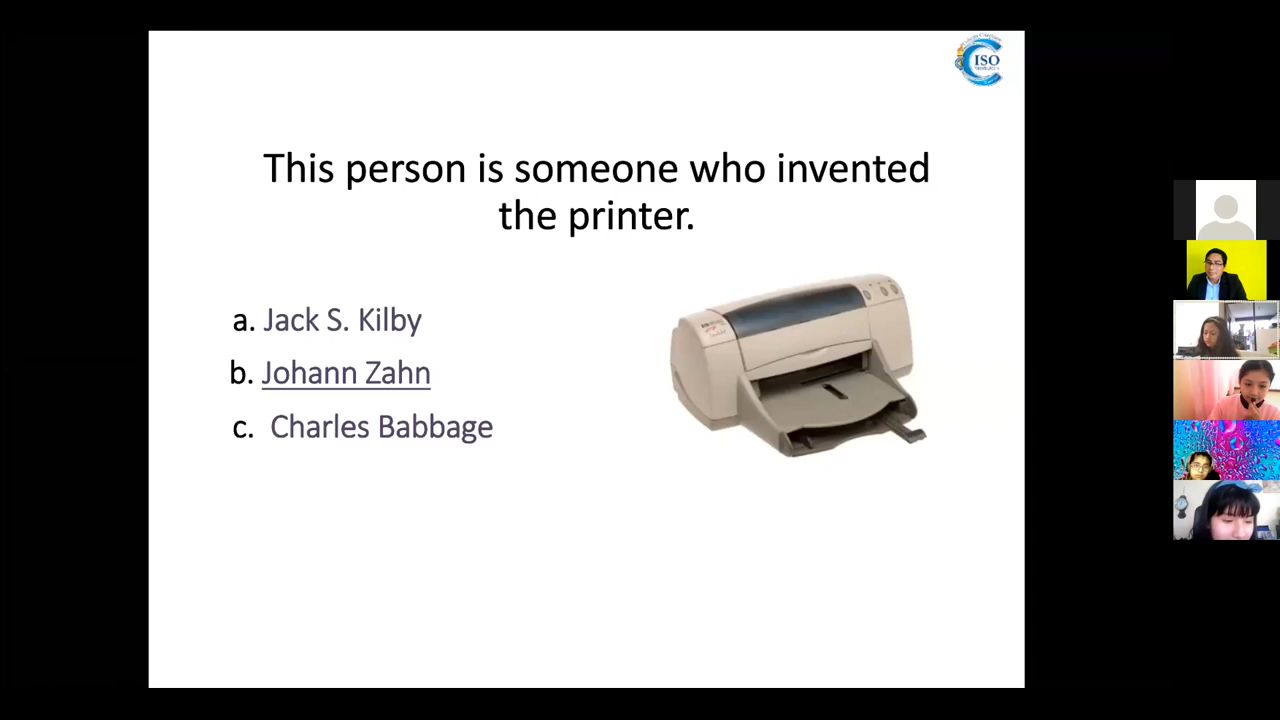 ISO
This person is someone who invented
the printer.
a. Jack S. Kilby
b. Johann Zahn
c. Charles Babbage